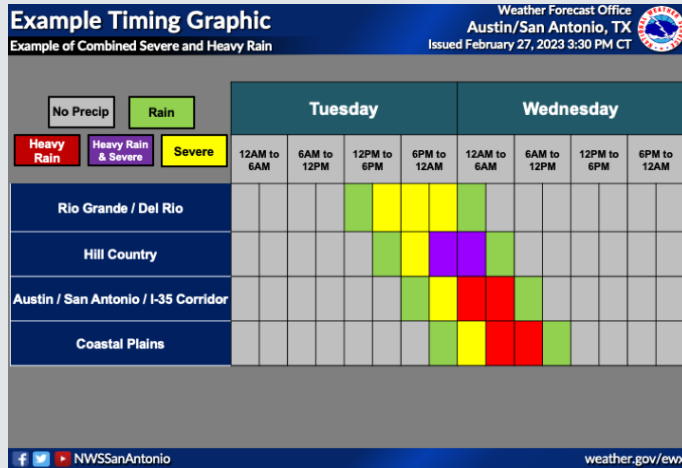 Example Timing Graphic
Example of Combined Severe and Heavy Rain
Weather Forecast Office
Austin/San Antonio, TX
Issued February 27, 2023 3:30 PM CT
No Precip
Rain
Heavy
Rain
Heavy Rain
& Severe
Severe
Tuesday
Wednesday
12AM to
6AM
6AM to
12PM
12PM to
6PM
6PM to
12AM
12AM to
6AM
6AM to
12PM
12PM to
6PM
6PM to
12AM
Rio Grande / Del Rio
Hill Country
Austin / San Antonio / I-35 Corridor
Coastal Plains
NWSSanAntonio
weather.gov/ewx